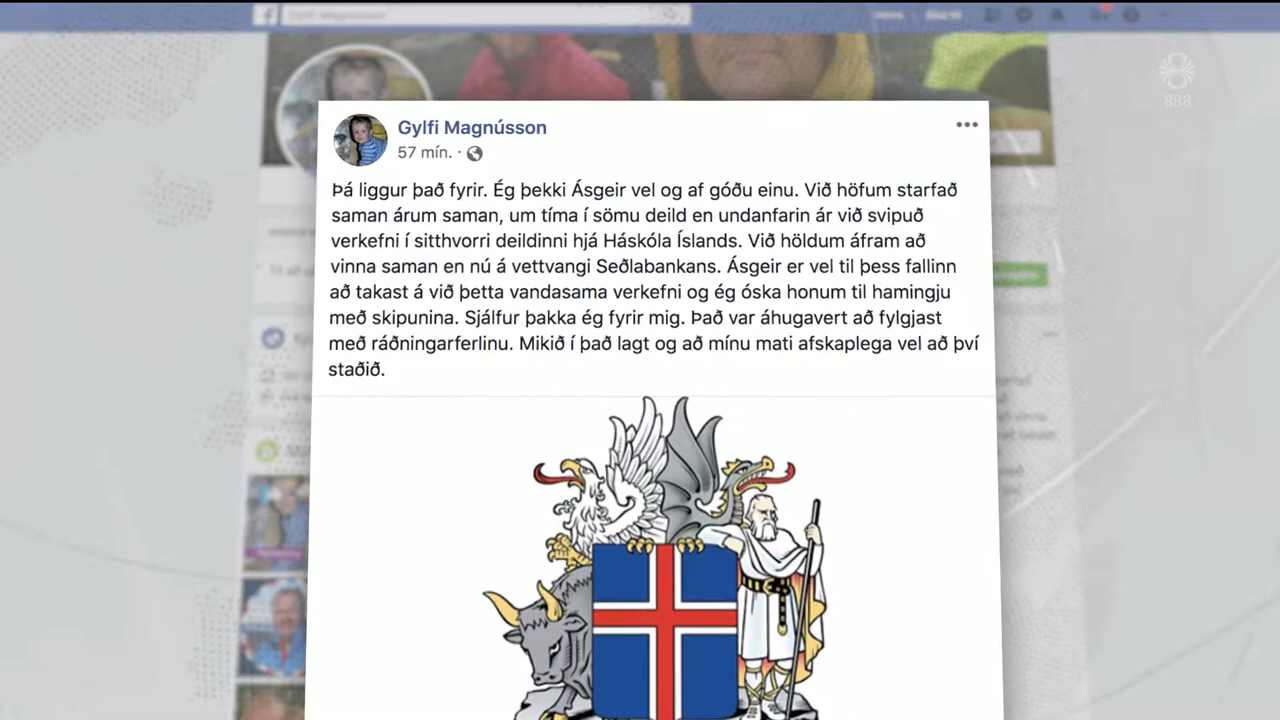 Gylfi Magnússon
888
Gylfi Magnússon
57 mín.
Þá liggur það fyrir. Ég þekki Ásgeir vel og af góðu einu. Við höfum starfað
saman árum saman, um tíma í sömu deild en undanfarin ár við svipuð
verkefni í sitthvorri deildinni hjá Háskóla Íslands. Við höldum áfram að
vinna saman en nú á vettvangi Seðlabankans. Ásgeir er vel til þess fallinn
að takast á við þetta vandasama verkefni og ég óska honum til hamingju
með skipunina. Sjálfur þakka ég fyrir mig. Það var áhugavert að fylgjast
með ráðningarferlinu. Mikið í það lagt og að mínu mati afskaplega vel að því
staðið.